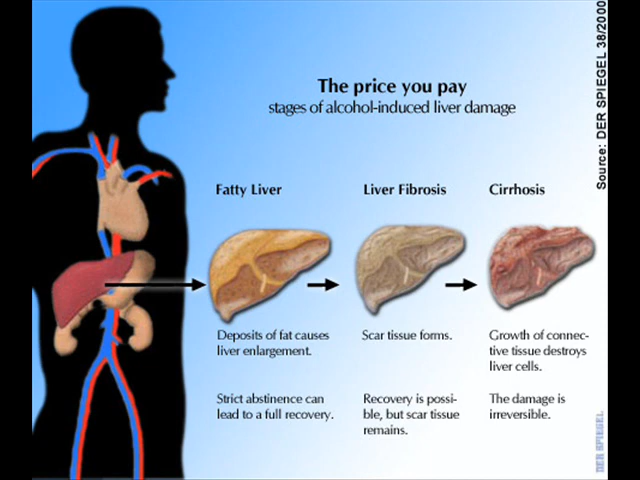 The price you pay
stages of alcohol-induced liver damage
Source: DER SPIEGEL 38/2000
Fatty Liver
Liver Fibrosis
Cirrhosis
Deposits of fat causes
liver enlargement.
Scar tissue forms.
Growth of connec-
tive tissue destroys
liver cells.
Strict abstinence can
lead to a full recovery.
Recovery is possi-
ble, but scar tissue
remains.
The damage is
irreversible.
DER SPIEGEL